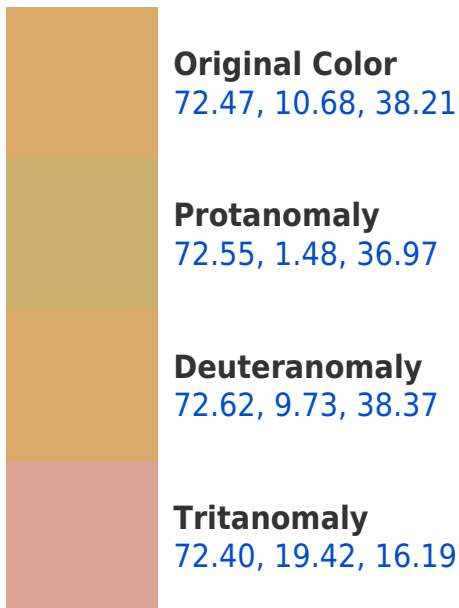 Original Color
72.47, 10.68, 38.21
Protanomaly
72.55, 1.48, 36.97
Deuteranomaly
72.62, 9.73, 38.37
Tritanomaly
72.40, 19.42, 16.19